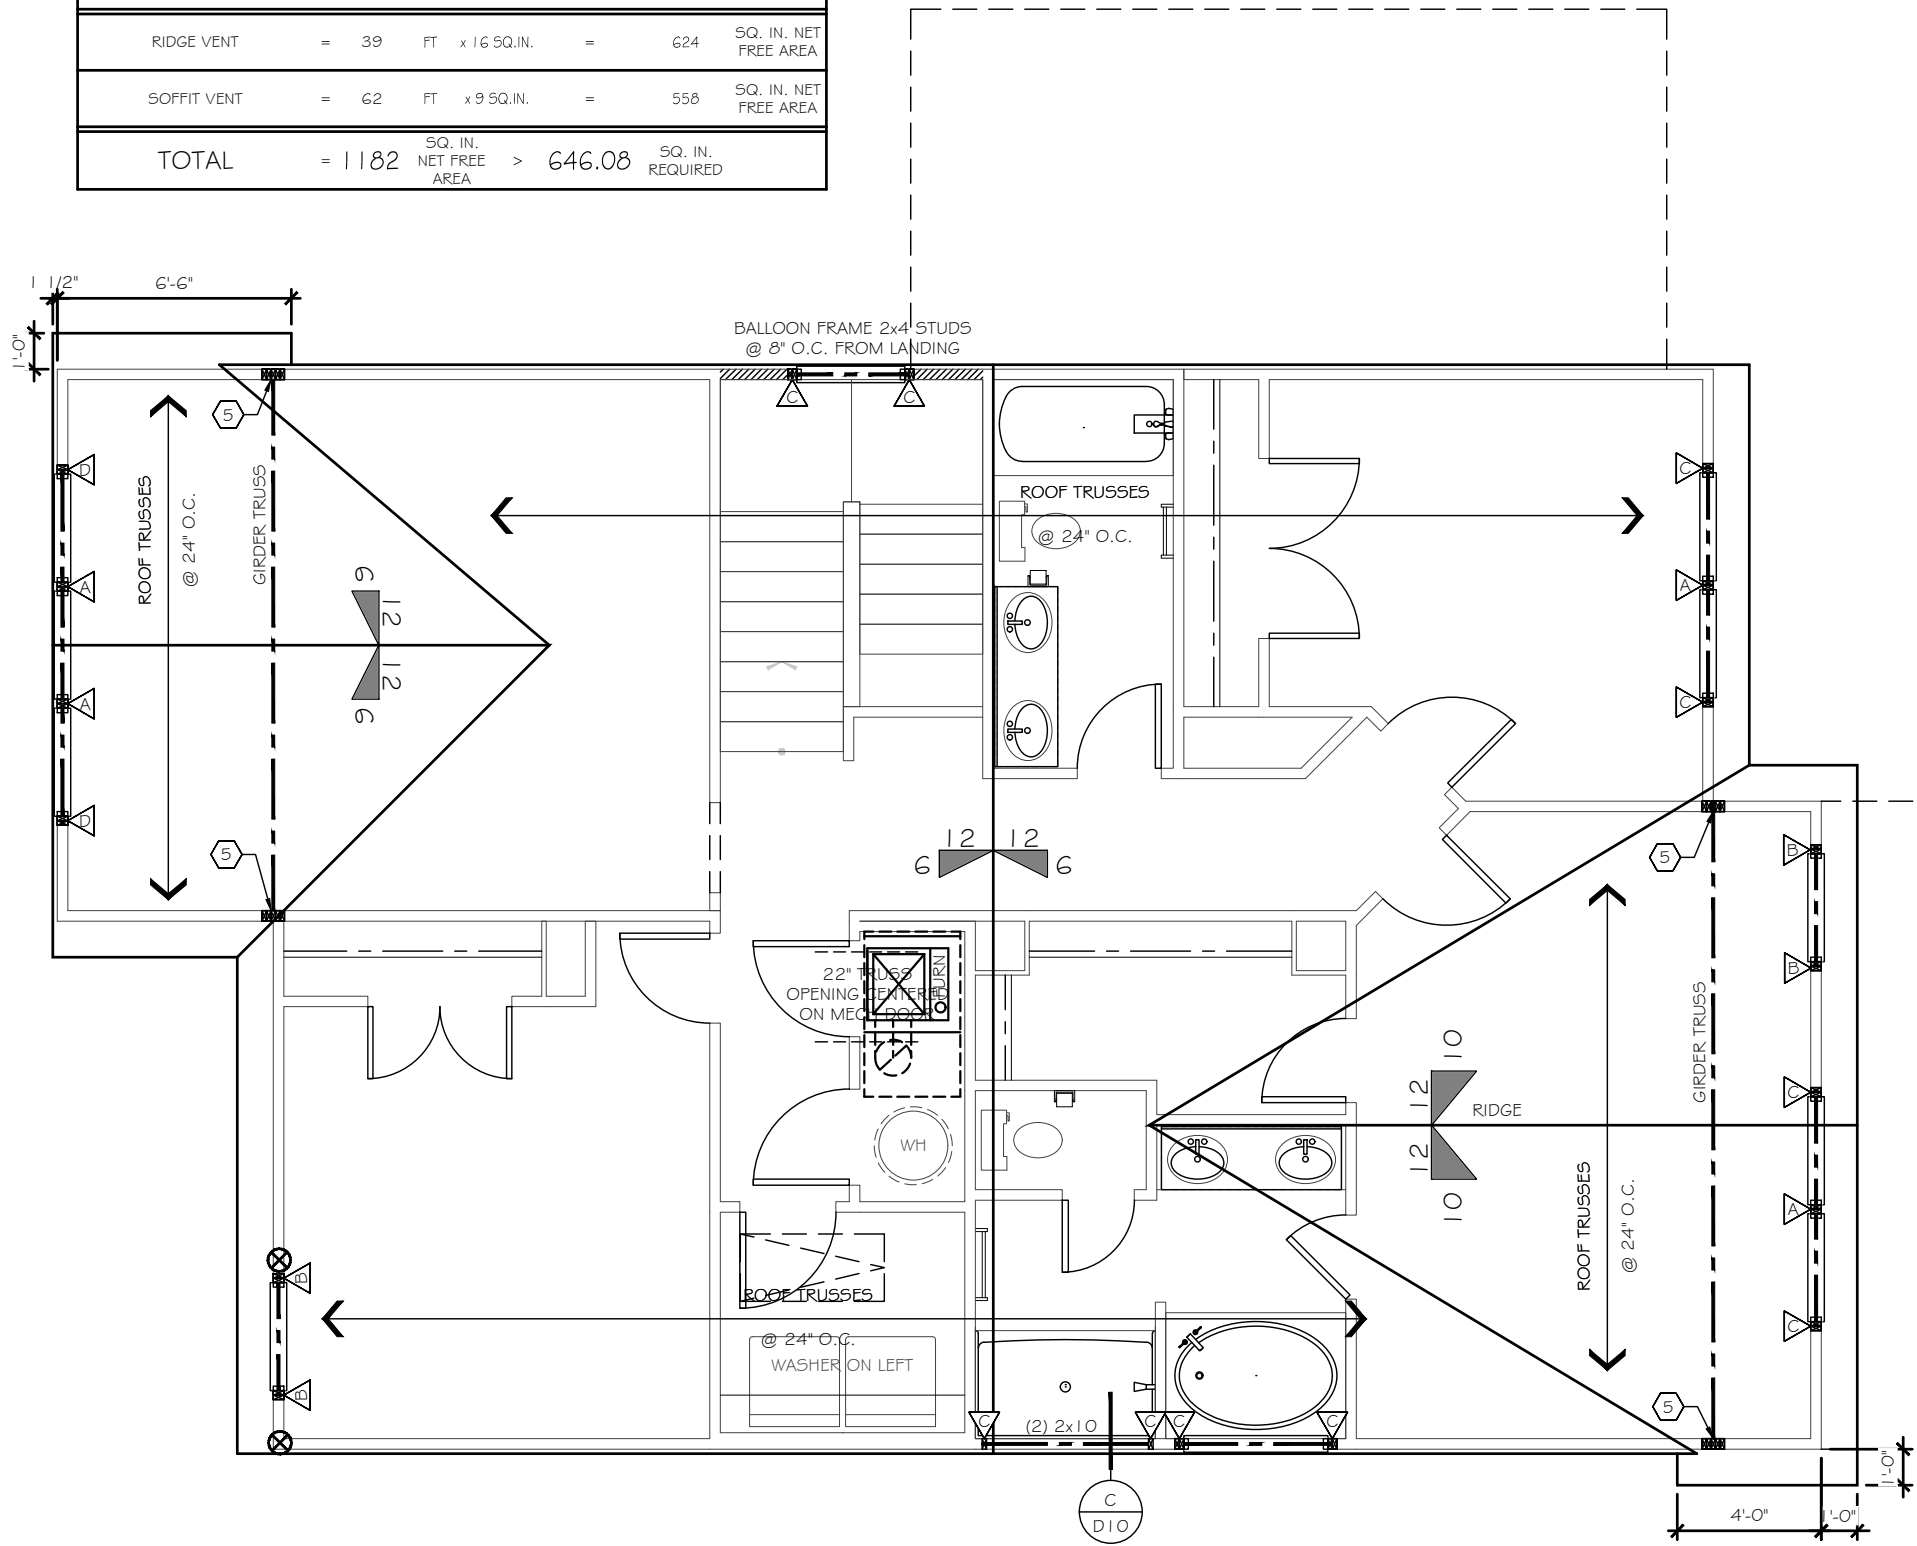 RIDGE VENT = 39 FT x 16 SQ.IN. = 624 SQ. IN. NET
FREE AREA
SOFFIT VENT = 62 FT x 9 SQ.IN. = 558 SQ. IN. NET
FREE AREA
TOTAL = 1182 SQ. IN.
NET FREE
AREA > 646.08 SQ. IN.
REQUIRED
1 1/2"
6'-6"
1'-0"
BALLOON FRAME 2x4 STUDS
@ 8" O.C. FROM LANDING
C
C
5
D
A
A
D
ROOF TRUSSES
@ 24" O.C.
GIRDER TRUSS
6
12
12
6
5
ROOF TRUSSES
@ 24" O.C.
C
A
C
12 12
6 6
5
B
B
C
A
C
GIRDER TRUSS
22" TRUSS
OPENING CENTERED
ON MECH DOOR
WH
10
12
RIDGE
12
10
ROOF TRUSSES
@ 24" O.C.
B
B
ROOF TRUSSES
@ 24" O.C.
WASHER ON LEFT
C
(2) 2x10
C
C
C
5
C
D10
1'-0"
4'-0"
1'-0"